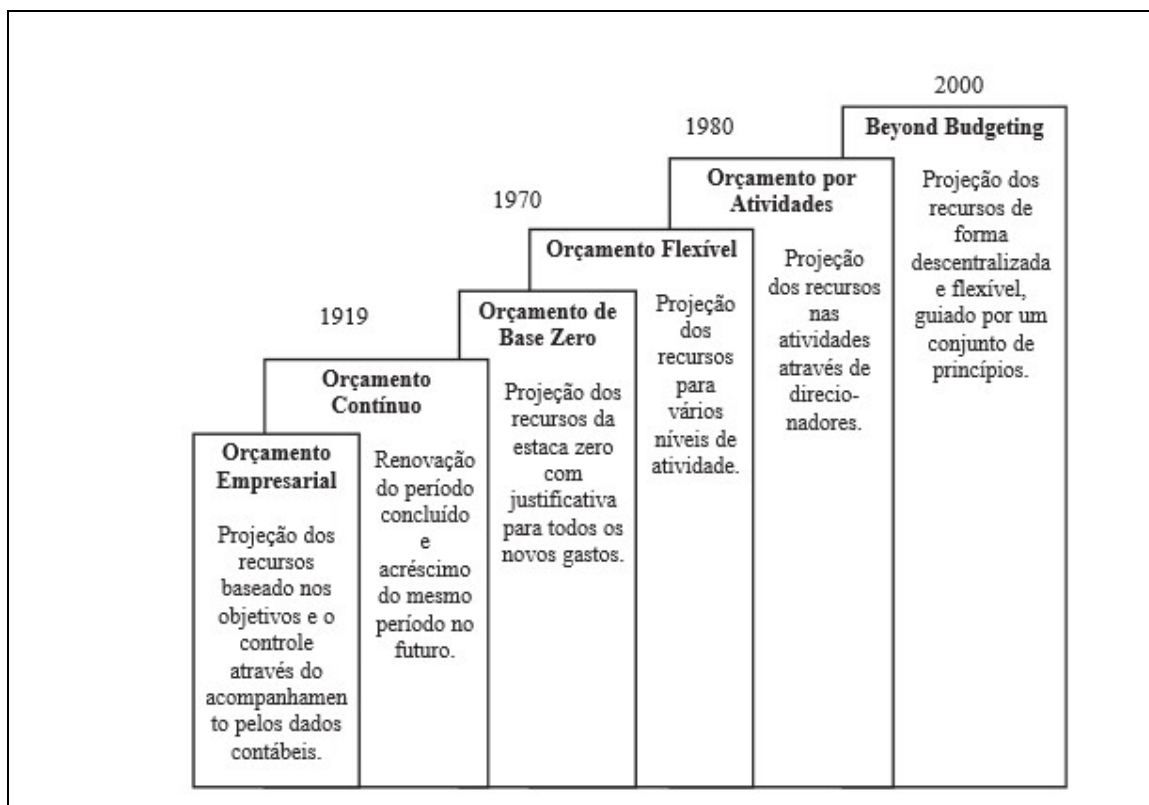 1919
Orçamento
Empresarial
Projeção dos
recursos
baseado nos
objetivos e o
controle
através do
acompanhamen
to pelos dados
contábeis.
Orçamento
Contínuo
Renovação
do período
concluído
e
acréscimo
do mesmo
período no
futuro.
1970
Orçamento de
Base Zero
Projeção dos
recursos da
estaca zero
com
justificativa
para todos os
novos gastos.
Orçamento Flexível
Projeção
dos
recursos
para
vários
níveis de
atividade.
1980
Orçamento por
Atividades
Projeção
dos recursos
nas
atividades
através de
direcio-
nadores.
2000
Beyond Budgeting
Projeção dos
recursos de
forma
descentralizada
e flexível,
guiado por um
conjunto de
princípios.